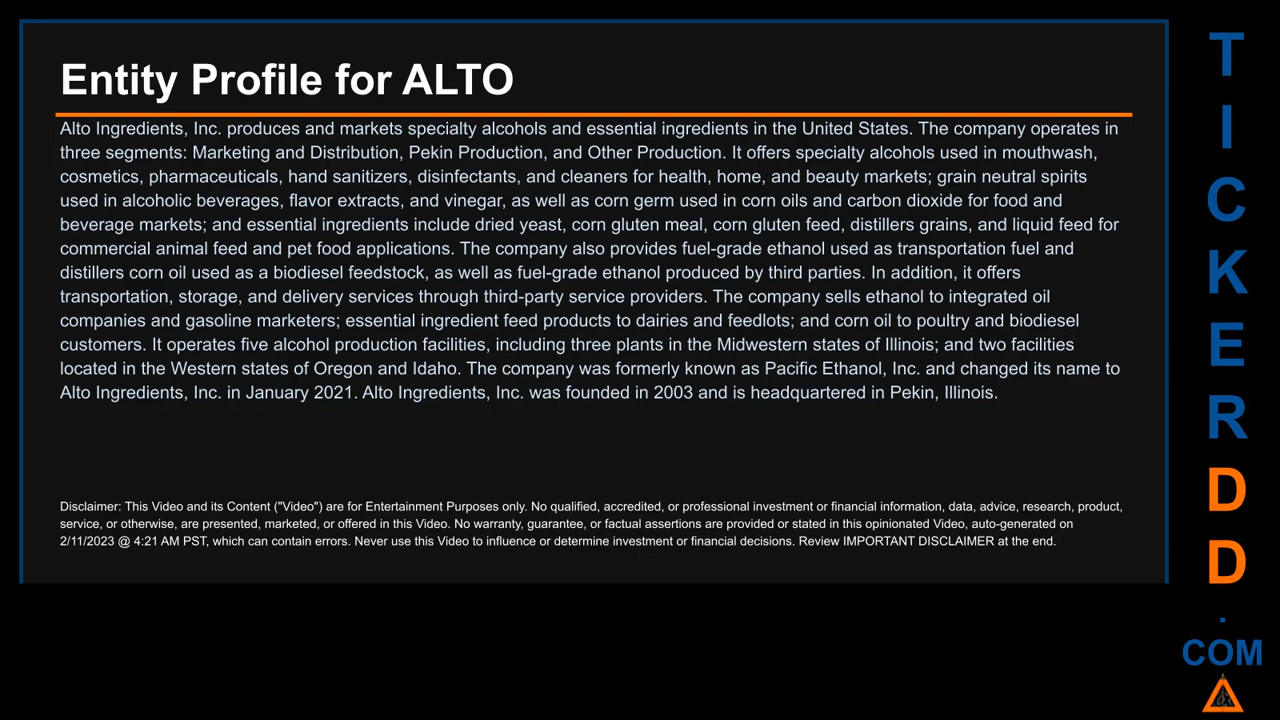 Entity Profile for ALTO
Alto Ingredients, Inc. produces and markets specialty alcohols and essential ingredients in the United States. The company operates in
three segments: Marketing and Distribution, Pekin Production, and Other Production. It offers specialty alcohols used in mouthwash,
cosmetics, pharmaceuticals, hand sanitizers, disinfectants, and cleaners for health, home, and beauty markets; grain neutral spirits
used in alcoholic beverages, flavor extracts, and vinegar, as well as corn germ used in corn oils and carbon dioxide for food and
beverage markets; and essential ingredients include dried yeast, corn gluten meal, corn gluten feed, distillers grains, and liquid feed for
commercial animal feed and pet food applications. The company also provides fuel-grade ethanol used as transportation fuel and
distillers corn oil used as a biodiesel feedstock, as well as fuel-grade ethanol produced by third parties. In addition, it offers
transportation, storage, and delivery services through third-party service providers. The company sells ethanol to integrated oil
companies and gasoline marketers; essential ingredient feed products to dairies and feedlots; and corn oil to poultry and biodiesel
customers. It operates five alcohol production facilities, including three plants in the Midwestern states of Illinois; and two facilities
located in the Western states of Oregon and Idaho. The company was formerly known as Pacific Ethanol, Inc. and changed its name to
Alto Ingredients, Inc. in January 2021. Alto Ingredients, Inc. was founded in 2003 and is headquartered in Pekin, Illinois.
Disclaimer: This Video and its Content ("Video") are for Entertainment Purposes only. No qualified, accredited, or professional investment or financial information, data, advice, research, product,
service, or otherwise, are presented, marketed, or offered in this Video. No warranty, guarantee, or factual assertions are provided or stated in this opinionated Video, auto-generated on
2/11/2023 @ 4:21 AM PST, which can contain errors. Never use this Video to influence or determine investment or financial decisions. Review IMPORTANT DISCLAIMER at the end.
T
I
C
K
E
R
D
D
.
COM